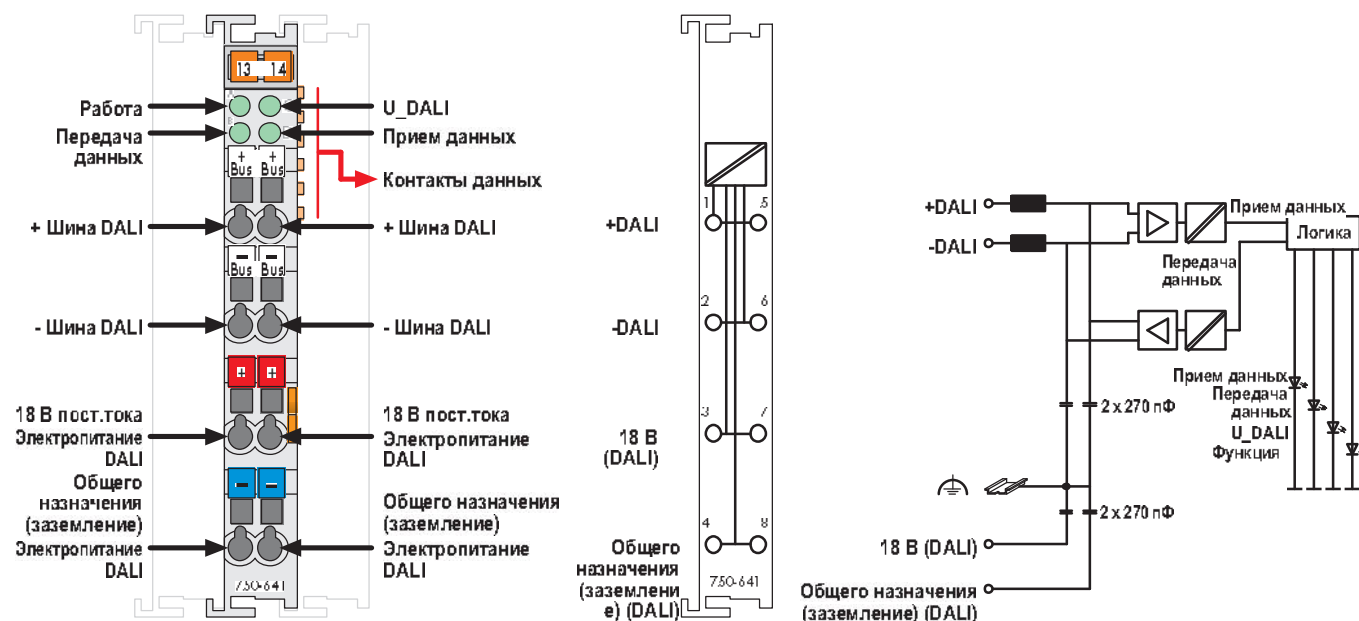 13 14
A C
B D
Работа
U_DALI
Передача
данных
Прием данных
+ +
Bus Bus
Контакты данных
+ Шина DALI
+ Шина DALI
– –
Bus Bus
- Шина DALI
- Шина DALI
+ +
18 В пост.тока
Электропитание
DALI
18 В пост.тока
Электропитание
DALI
– –
Общего
назначения
(заземление)
Электропитание
DALI
Общего назначения
(заземление)
Электропитание
DALI
750-641
1 5
+DALI
2 6
-DALI
3 7
18 В
(DALI)
4 8
Общего
назначения
(заземлени
е) (DALI)
750-641
+DALI
-DALI
Прием данных
Логика
Передача
данных
Прием данных
Передача
данных
U_DALI
Функция
2 x 270 пФ
2 x 270 пФ
18 В (DALI)
Общего назначения
(заземление) (DALI)